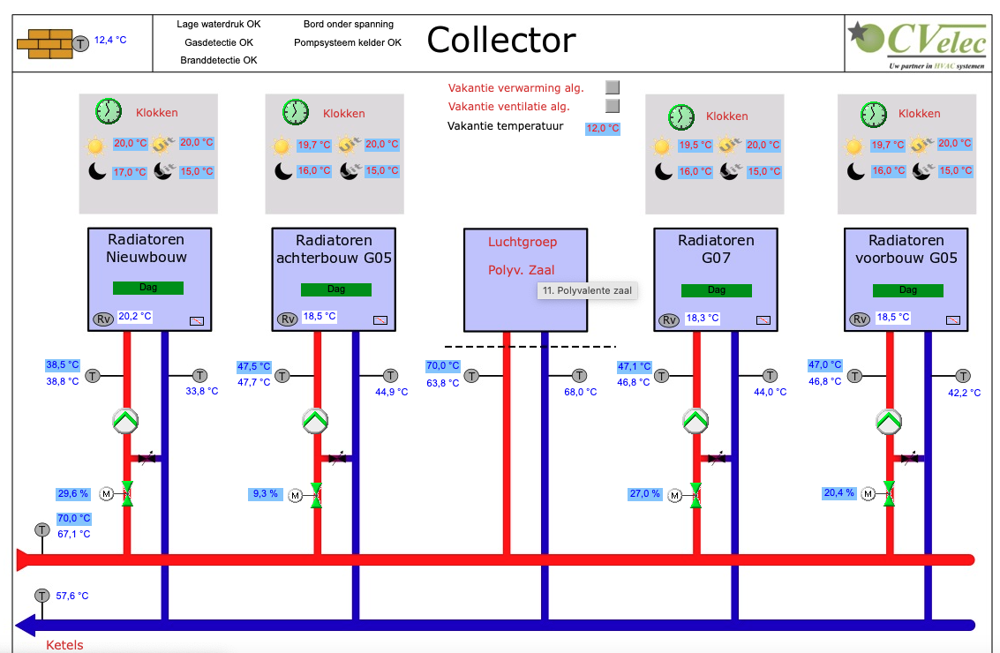 Lage waterdruk OK
Bord onder spanning
Gasdetectie OK
Pompsysteem kelder OK
Branddetectie OK
T
12,4 °C
Collector
CVelec
Uw partner in HVAC systemen
Vakantie verwarming alg.
Vakantie ventilatie alg.
Vakantie temperatuur
12,0 °C
Klokken
20,0 °C
Uit
20,0 °C
17,0 °C
Uit
15,0 °C
Klokken
19,7 °C
Uit
20,0 °C
16,0 °C
Uit
15,0 °C
Klokken
19,5 °C
Uit
20,0 °C
16,0 °C
Uit
15,0 °C
Klokken
19,7 °C
Uit
20,0 °C
16,0 °C
Uit
15,0 °C
Radiatoren
Nieuwbouw
Dag
Rv
20,2 °C
Radiatoren
achterbouw G05
Dag
Rv
18,5 °C
Luchtgroep
Polyv. Zaal
11. Polyvalente zaal
Radiatoren
G07
Dag
Rv
18,3 °C
Radiatoren
voorbouw G05
Dag
Rv
18,5 °C
38,5 °C
38,8 °C
T
T
33,8 °C
47,5 °C
47,7 °C
T
T
44,9 °C
70,0 °C
63,8 °C
T
T
68,0 °C
47,1 °C
46,8 °C
T
T
44,0 °C
47,0 °C
46,8 °C
T
T
42,2 °C
29,6 %
M
9,3 %
M
27,0 %
M
20,4 %
M
70,0 °C
T
67,1 °C
T
57,6 °C
Ketels